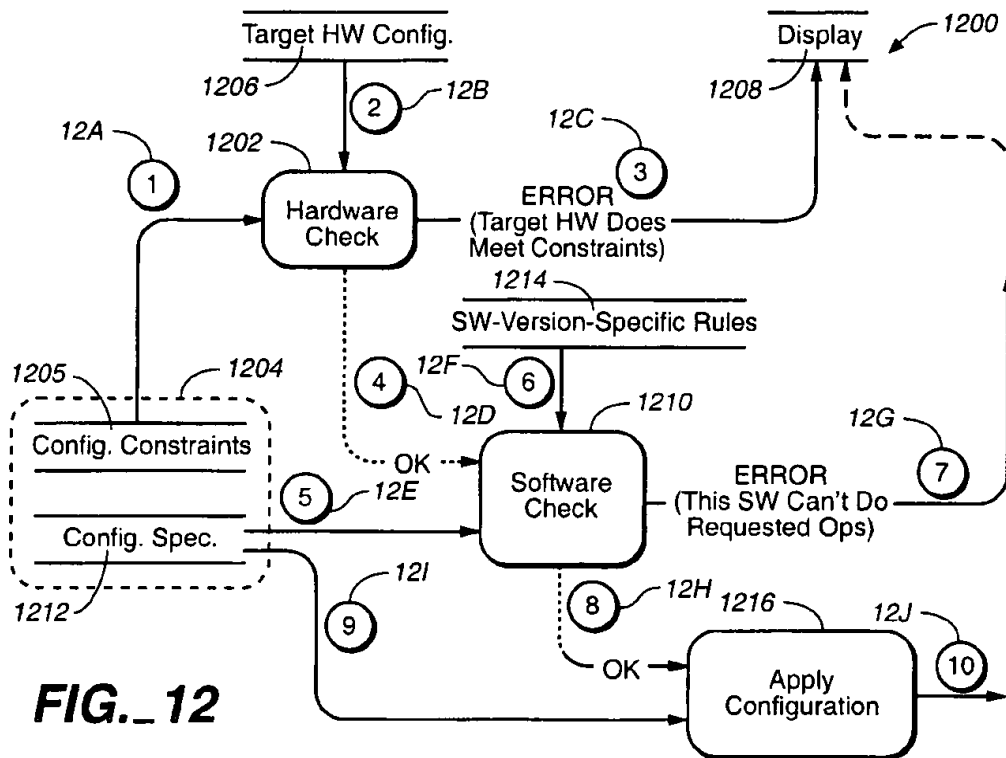 Target HW Config.
1206
Display
1208
1200
2
12B
12A
1
1202
Hardware
Check
12C
3
ERROR
(Target HW Does
Meet Constraints)
1214
SW-Version-Specific Rules
1205
1204
4
12D
12F
6
1210
Config. Constraints
OK
5
12E
Software
Check
12G
7
ERROR
(This SW Can't Do
Requested Ops)
Config. Spec.
1212
12I
9
8
12H
1216
12J
10
OK
Apply
Configuration
FIG._12